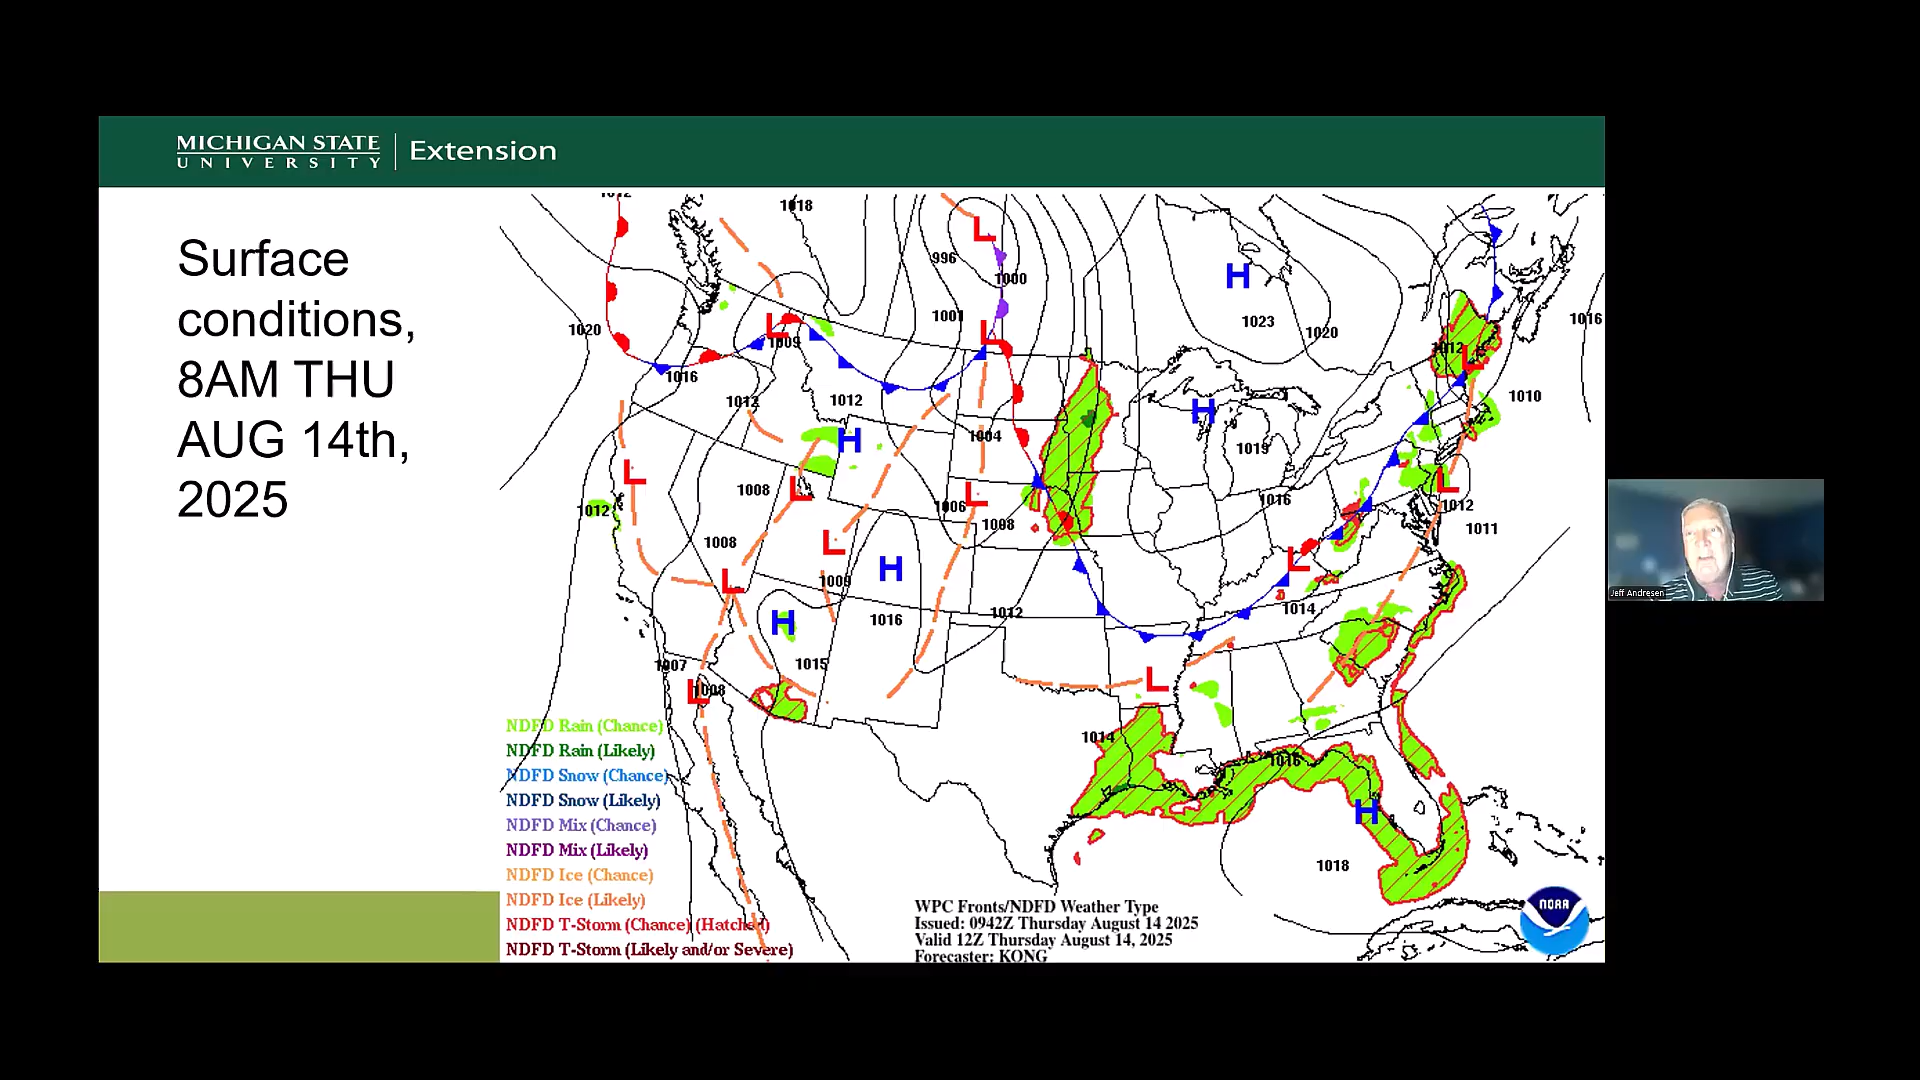 MICHIGAN STATE
UNIVERSITY
Extension
Surface
conditions,
8AM THU
AUG 14th,
2025
1012
1018
996
1000
1001
1023
1020
1020
1016
1009
1012
1016
1012
1012
1010
1004
1019
1008
1006
1008
1016
1012
1012
1011
1008
1009
1016
1012
1014
1007
1015
1008
1014
1016
1018
L
L
L
L
L
L
L
L
L
L
L
L
L
H
H
H
H
H
H
NDFD Rain (Chance)
NDFD Rain (Likely)
NDFD Snow (Chance)
NDFD Snow (Likely)
NDFD Mix (Chance)
NDFD Mix (Likely)
NDFD Ice (Chance)
NDFD Ice (Likely)
NDFD T-Storm (Chance) (Hatched)
NDFD T-Storm (Likely and/or Severe)
WPC Fronts/NDFD Weather Type
Issued: 0942Z Thursday August 14 2025
Valid 12Z Thursday August 14, 2025
Forecaster: KONG
NOAA
Jeff Andresen